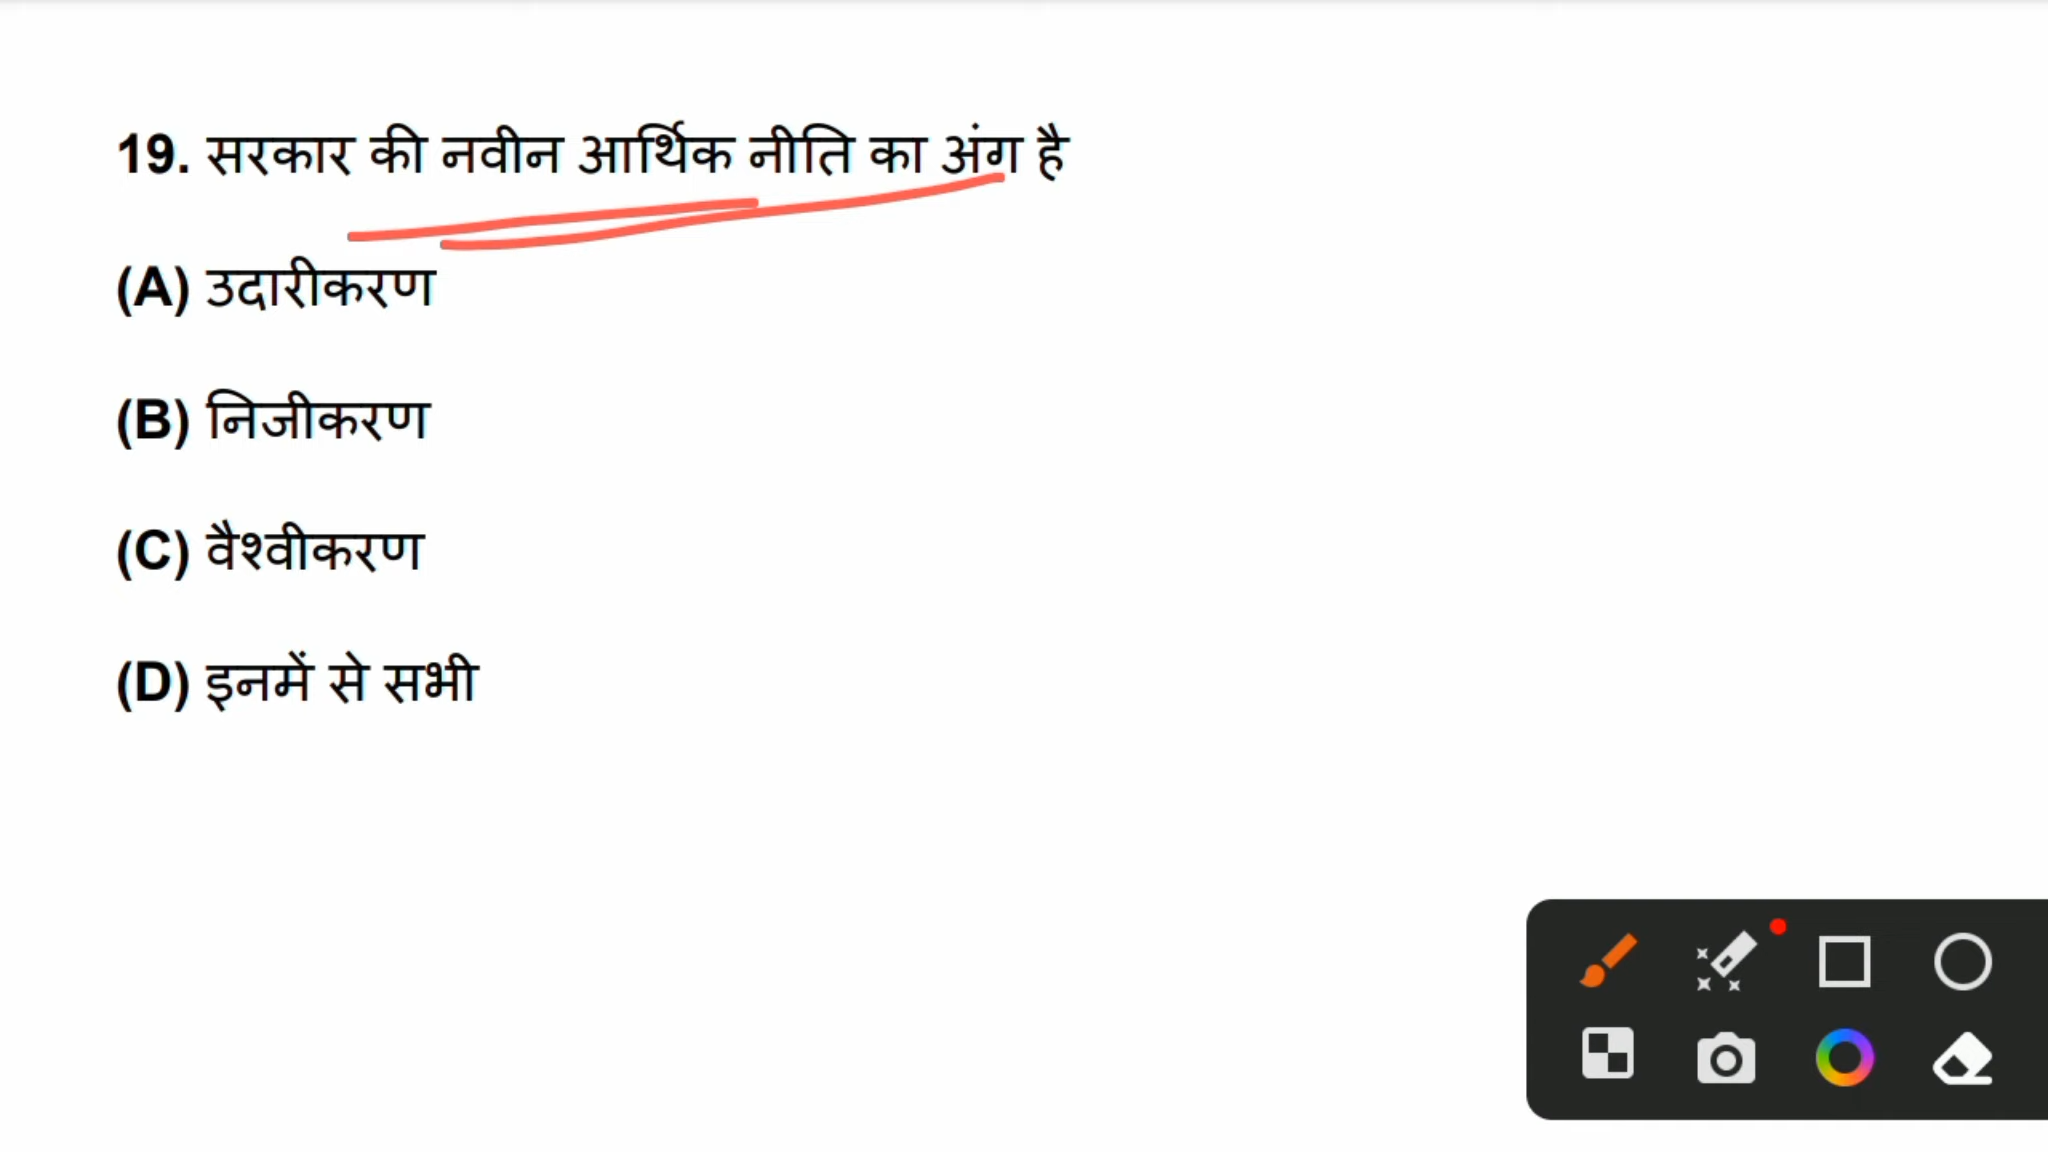 19. सरकार की नवीन आर्थिक नीति का अंग है
(A) उदारीकरण
(B) निजीकरण
(C) वैश्वीकरण
(D) इनमें से सभी